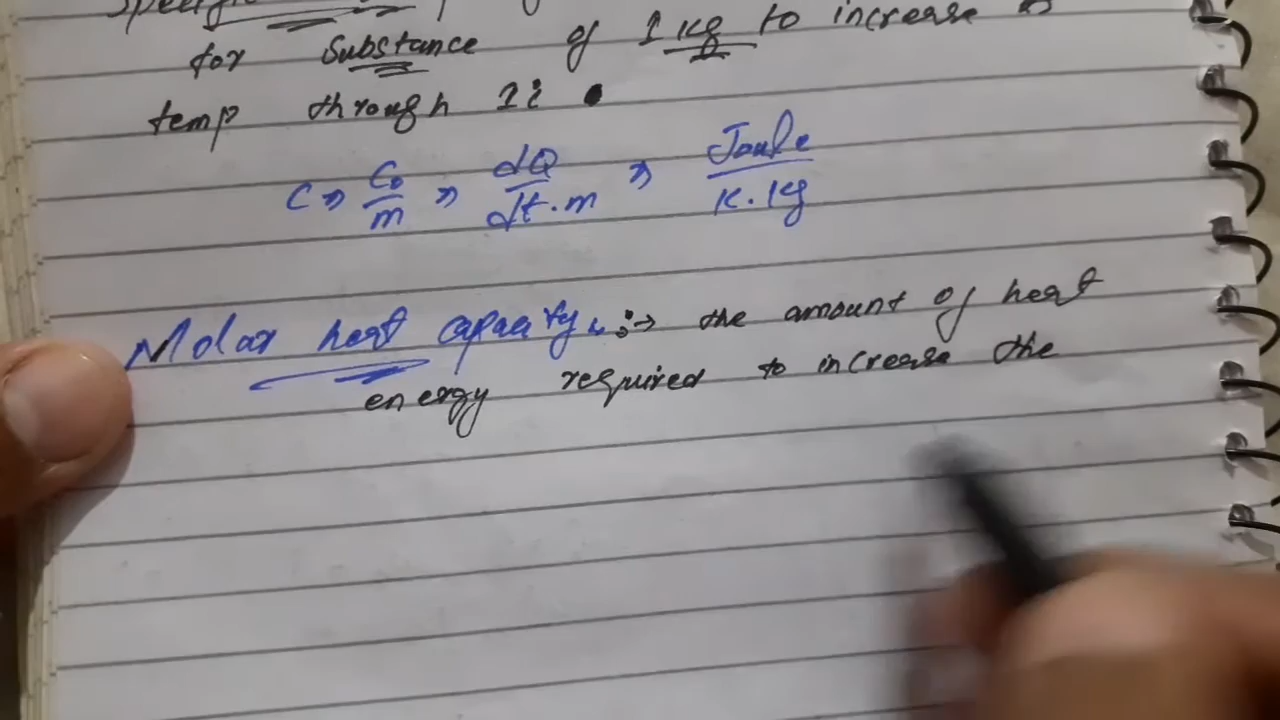 for substance of 1 kg to increase
temp through 1
C = C₀/m = dQ/dt.m = Joule/K.Kg
Molar heat capacity :→ the amount of heat
energy required to increase the